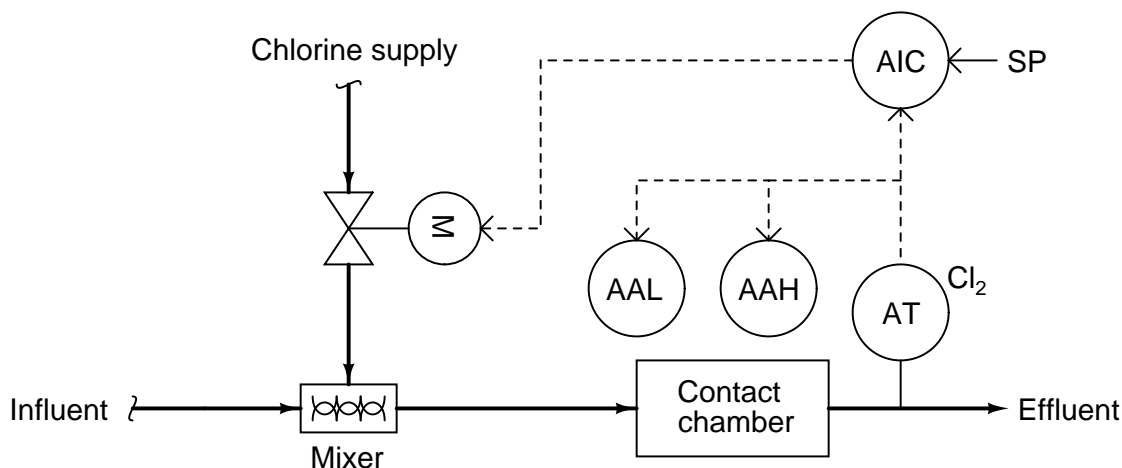 Chlorine supply
AIC
SP
M
AAL
AAH
AT
Cl₂
Influent
Mixer
Contact
chamber
Effluent